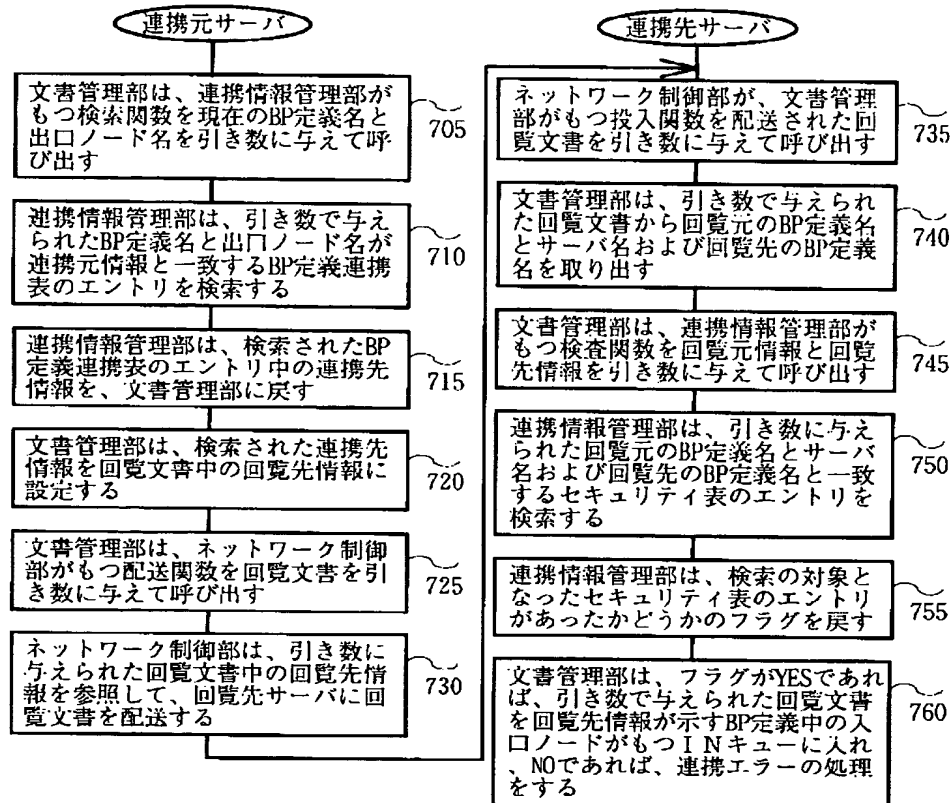 連携元サーバ
文書管理部は、連携情報管理部が
もつ検索関数を現在のBP定義名と
出口ノード名を引き数に与えて呼
び出す
705
連携情報管理部は、引き数で与え
られたBP定義名と出口ノード名が
連携元情報と一致するBP定義連携
表のエントリを検索する
710
連携情報管理部は、検索されたBP
定義連携表のエントリ中の連携先
情報を、文書管理部に戻す
715
文書管理部は、検索された連携先
情報を回覧文書中の回覧先情報に
設定する
720
文書管理部は、ネットワーク制御
部がもつ配送関数を回覧文書を引
き数に与えて呼び出す
725
ネットワーク制御部は、引き数に
与えられた回覧文書中の回覧先情
報を参照して、回覧先サーバに回
覧文書を配送する
730
連携先サーバ
ネットワーク制御部が、文書管理
部がもつ投入関数を配送された回
覧文書を引き数に与えて呼び出す
735
文書管理部は、引き数で与えられ
た回覧文書から回覧元のBP定義名
とサーバ名および回覧先のBP定義
名を取り出す
740
文書管理部は、連携情報管理部が
もつ検査関数を回覧元情報と回覧
先情報を引き数に与えて呼び出す
745
連携情報管理部は、引き数に与え
られた回覧元のBP定義名とサーバ
名および回覧先のBP定義名と一致
するセキュリティ表のエントリを
検索する
750
連携情報管理部は、検索の対象と
なったセキュリティ表のエントリ
があったかどうかのフラグを戻す
755
文書管理部は、フラグがYESであれ
ば、引き数で与えられた回覧文書
を回覧先情報が示すBP定義中の入
口ノードがもつＩＮキューに入れ
、NOであれば、連携エラーの処理
をする
760